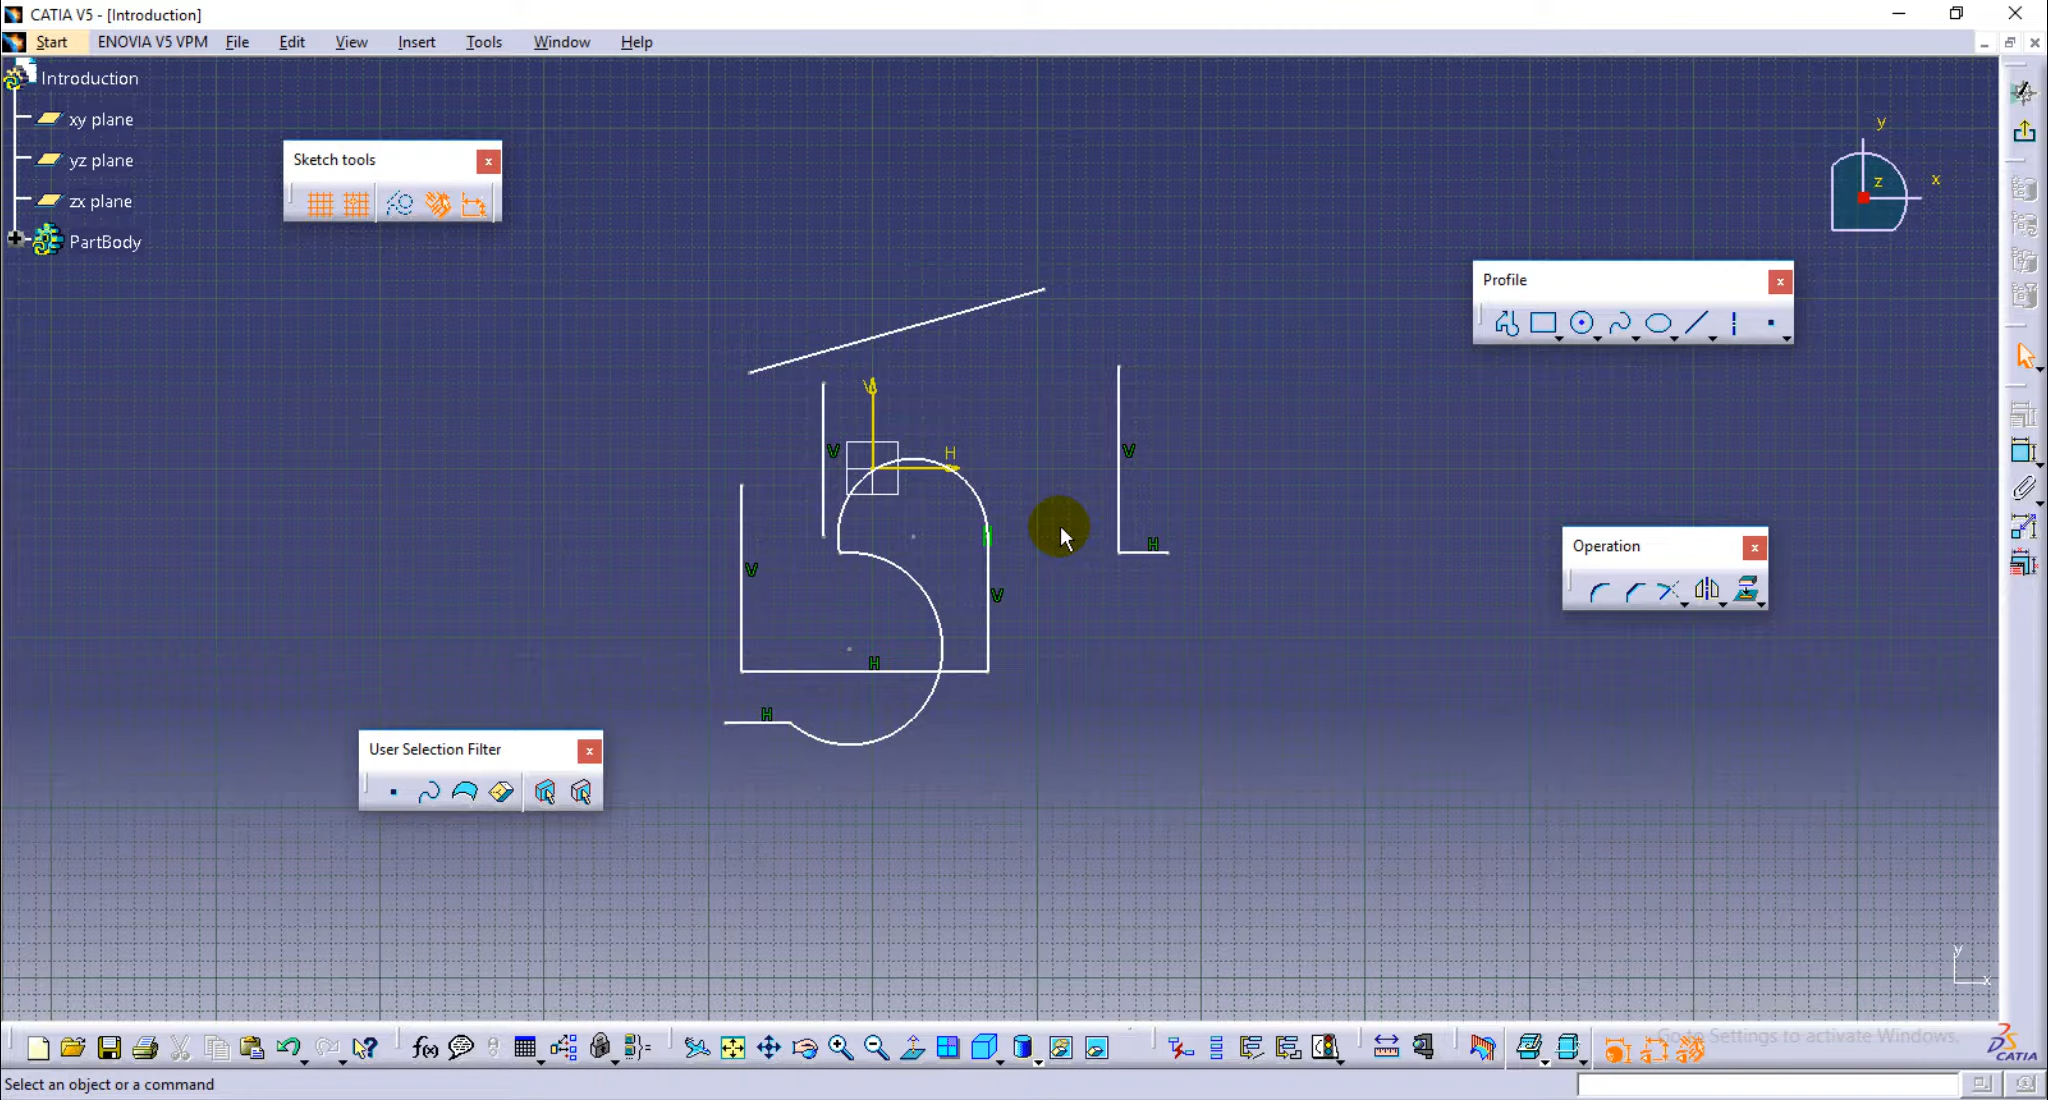 CATIA V5 - [Introduction]
Start ENOVIA V5 VPM File Edit View Insert Tools Window Help
Introduction
xy plane
yz plane
zx plane
PartBody
Sketch tools
y
z
x
Profile
V
H
V
V
H
V
V
H
H
Operation
User Selection Filter
y
x
f(x)
Go to Settings to activate Windows.
CATIA
Select an object or a command